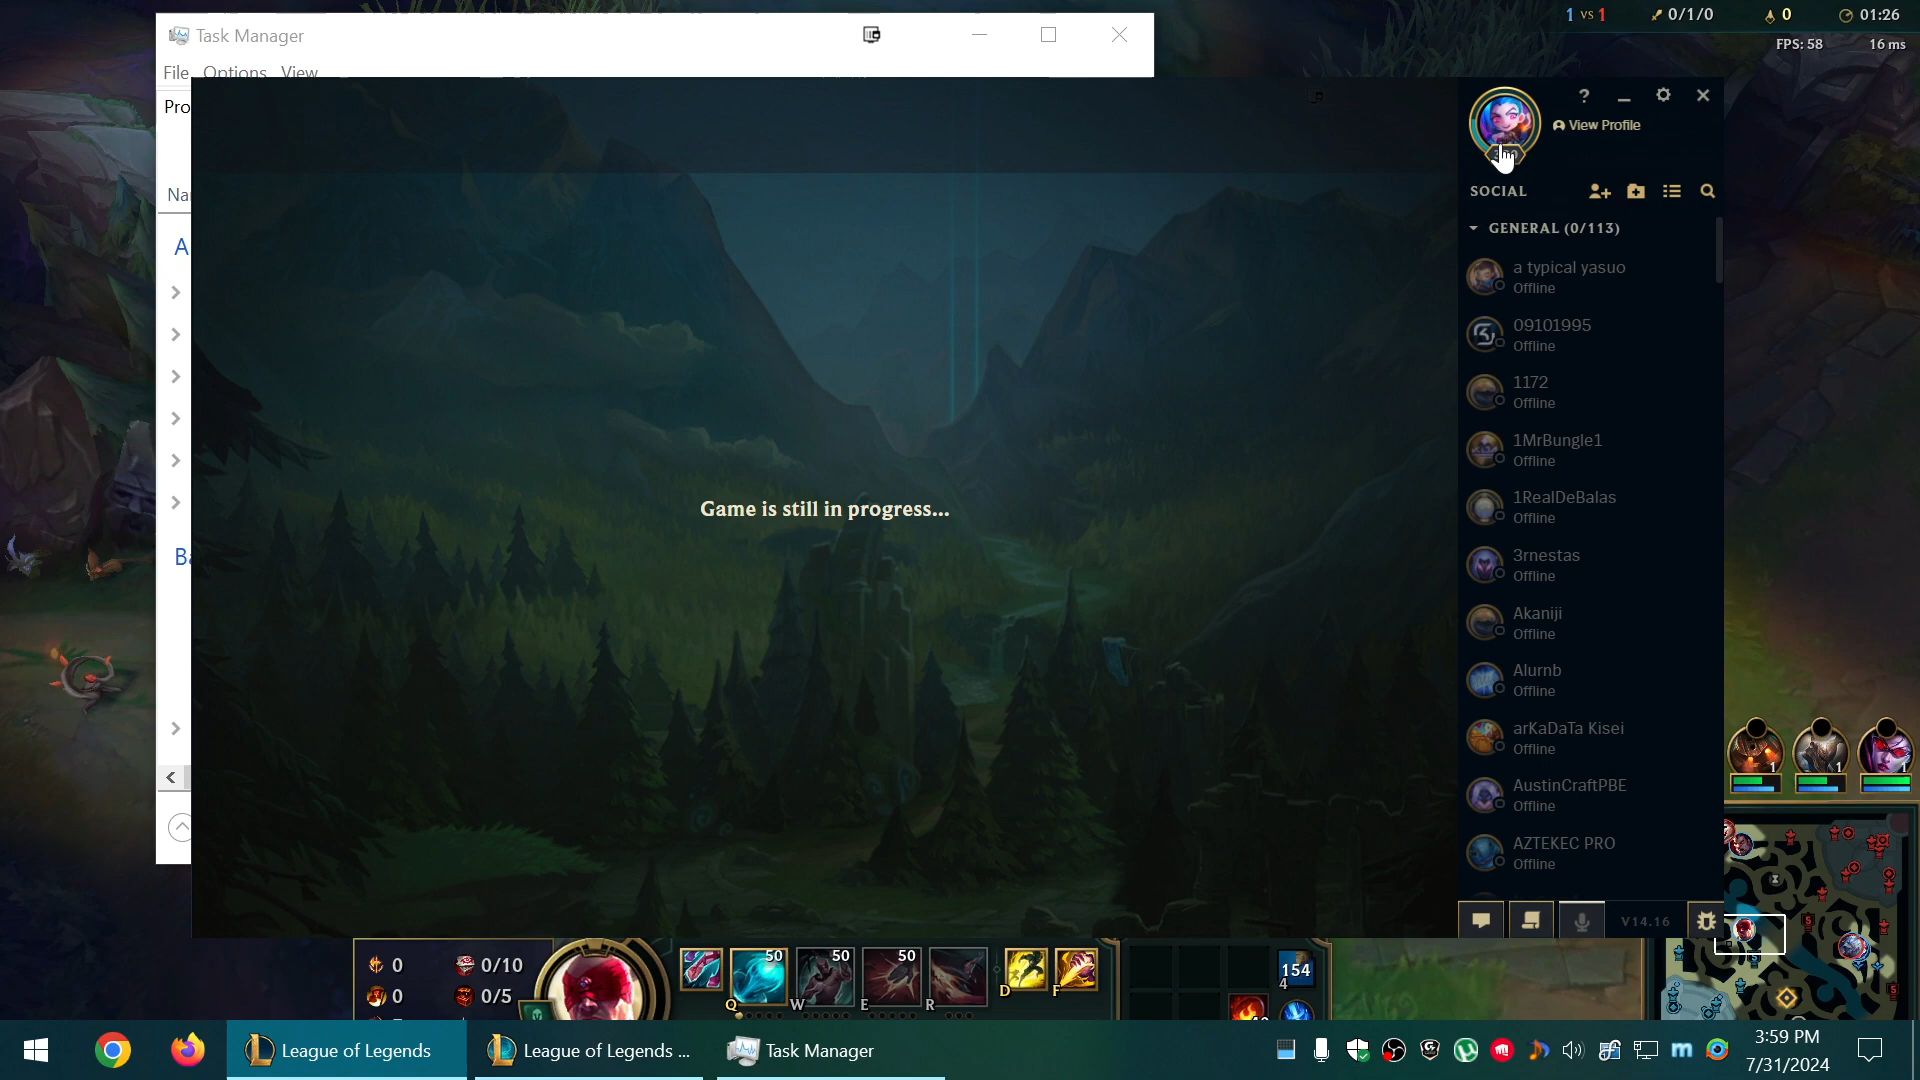 Task Manager
1 vs 1 0/1/0 0 01:26
FPS: 58 16 ms
File Options View
Pro
View Profile
?
Na
SOCIAL
A
GENERAL (0/113)
a typical yasuo
Offline
09101995
Offline
1172
Offline
1MrBungle1
Offline
1RealDeBalas
Offline
Game is still in progress...
3rnestas
Offline
Ba
Akaniji
Offline
Alurnb
Offline
arKaDaTa Kisei
Offline
1 1 1
AustinCraftPBE
Offline
AZTEKEC PRO
Offline
V14.16
0 0/10
0 0/5
50 50 50
Q W E R D F
154
4
League of Legends
League of Legends ...
Task Manager
3:59 PM
7/31/2024